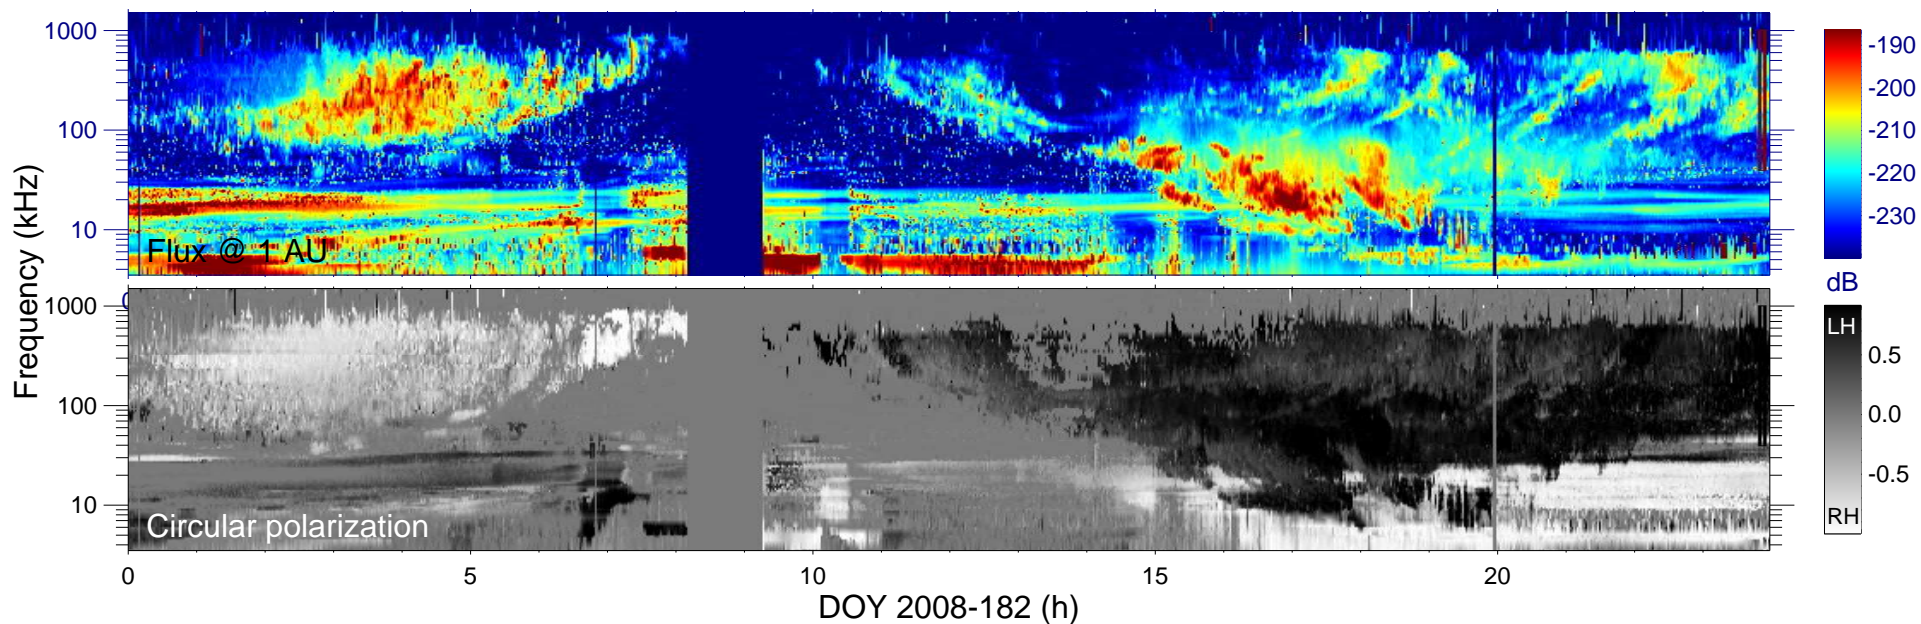 1000
100
10
Flux @ 1 AU
-190
-200
-210
-220
-230
dB
Frequency (kHz)
0
1000
100
10
Circular polarization
LH
0.5
0.0
-0.5
RH
0 5 10 15 20
DOY 2008-182 (h)